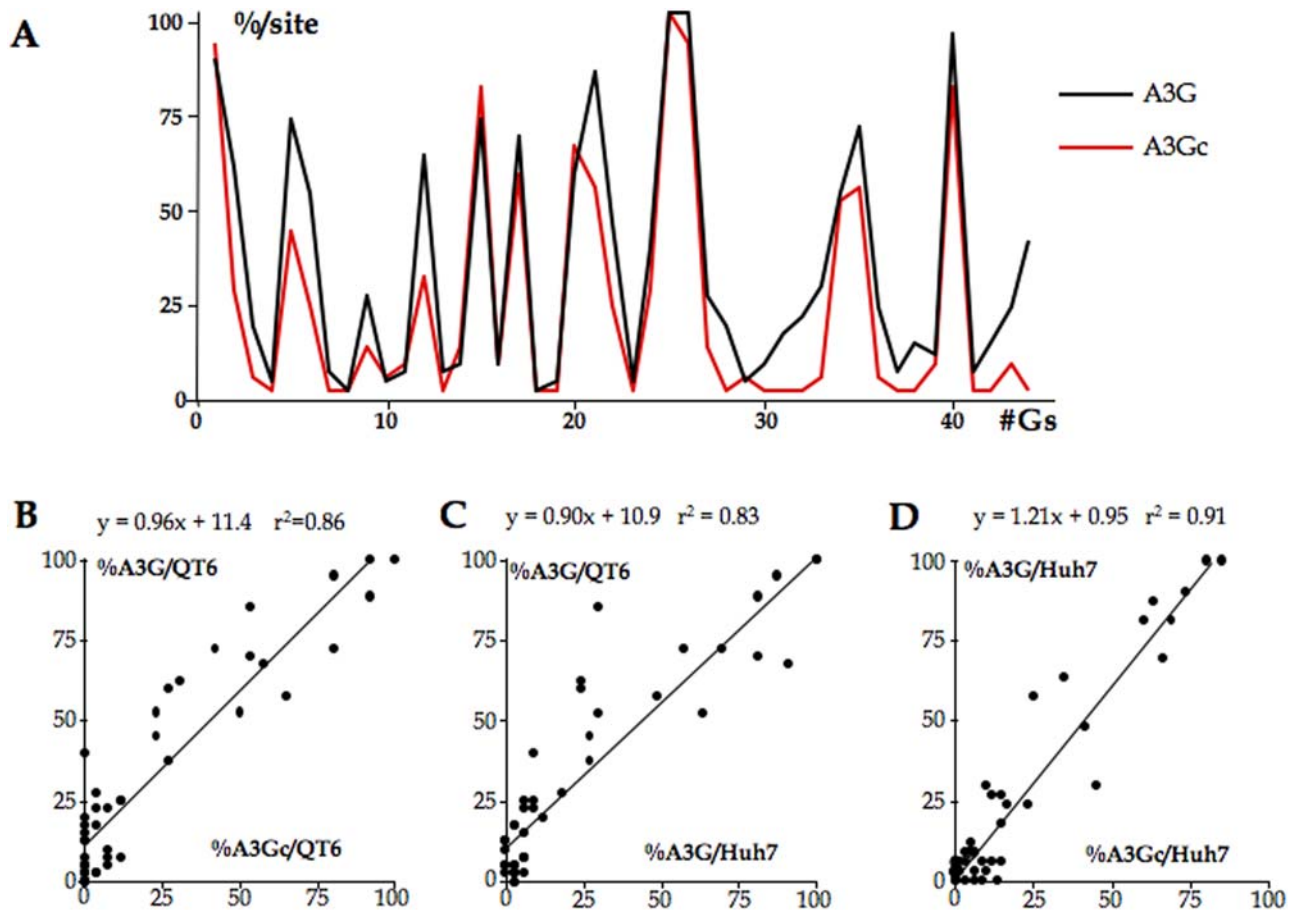 A
%/site
100
75
50
25
0
0 10 20 30 40 #Gs
A3G
A3Gc
B
y = 0.96x + 11.4 r²=0.86
%A3G/QT6
100
75
50
25
0
%A3Gc/QT6
0 25 50 75 100
C
y = 0.90x + 10.9 r² = 0.83
%A3G/QT6
100
75
50
25
0
%A3G/Huh7
0 25 50 75 100
D
y = 1.21x + 0.95 r² = 0.91
%A3G/Huh7
100
75
50
25
0
%A3Gc/Huh7
0 25 50 75 100